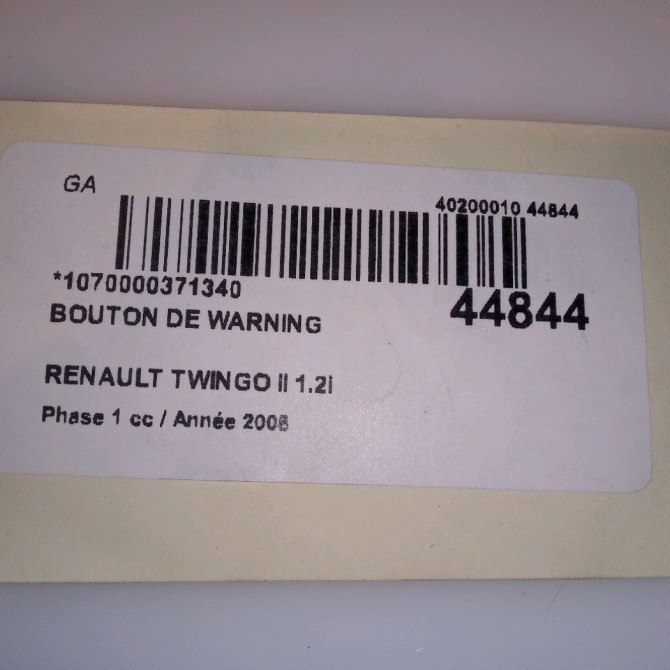 GA
40200010 44844
*1070000371340
44844
BOUTON DE WARNING
RENAULT TWINGO II 1.2i
Phase 1 cc / Année 2008